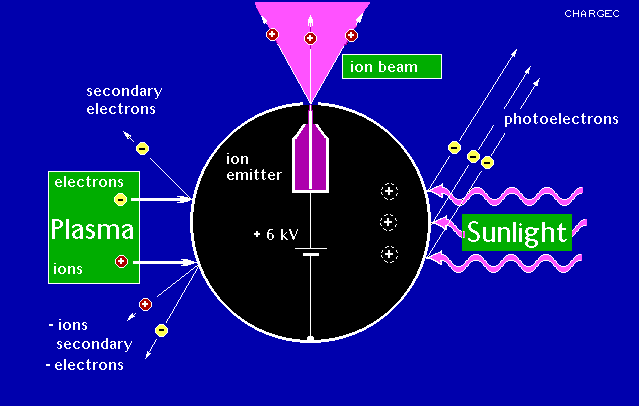 CHARGEC
ion beam
secondary
electrons
photoelectrons
ion
emitter
electrons
-
+
-
Plasma
+ 6 kV
Sunlight
ions
+
- ions
secondary
- electrons